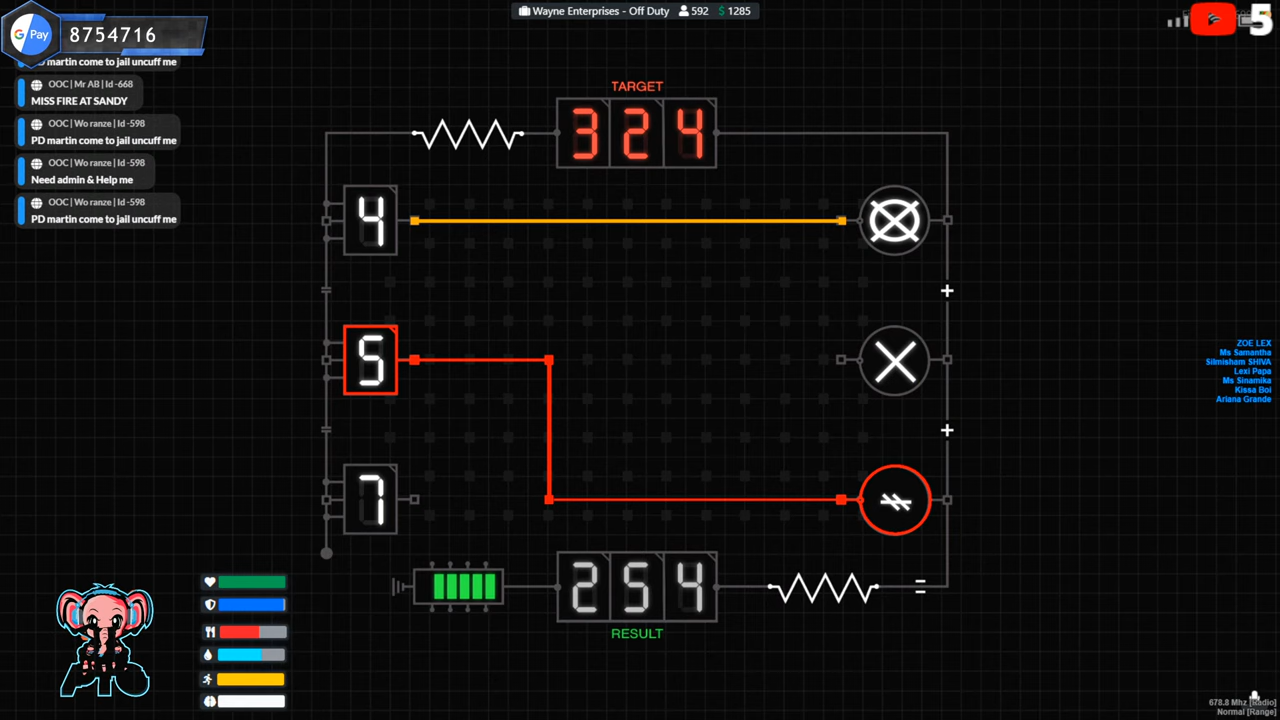 Wayne Enterprises - Off Duty 592 $ 1285
G Pay 8754716
5
PD martin come to jail uncuff me
OOC | Mr AB | Id -668
MISS FIRE AT SANDY
OOC | Wo ranze | Id -598
PD martin come to jail uncuff me
OOC | Wo ranze | Id -598
Need admin & Help me
OOC | Wo ranze | Id -598
PD martin come to jail uncuff me
TARGET
324
4
+
5
+
7
=
254
RESULT
ZOE LEX
Ms Samantha
Silmisham SHIVA
Lexi Papa
Ms Sinamika
Kissa Boi
Ariana Grande
678.8 Mhz [Radio]
Normal [Range]